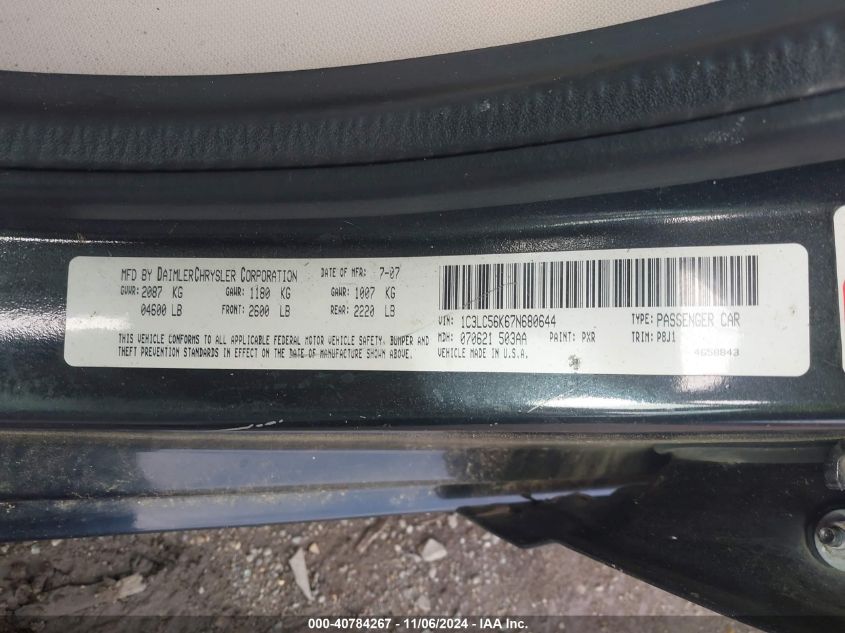 MFD BY DAIMLERCHRYSLER CORPORATION DATE OF MFR: 7-07
GVWR: 2087 KG GAWR: 1180 KG GAWR: 1007 KG
04600 LB FRONT: 2600 LB REAR: 2220 LB
THIS VEHICLE CONFORMS TO ALL APPLICABLE FEDERAL MOTOR VEHICLE SAFETY, BUMPER AND
THEFT PREVENTION STANDARDS IN EFFECT ON THE DATE OF MANUFACTURE SHOWN ABOVE.
VIN: 1C3LC56K67N680644 TYPE: PASSENGER CAR
MDH: 070621 503AA PAINT: PXR TRIM: P8J1
VEHICLE MADE IN U.S.A. 4658843
000-40784267 - 11/06/2024 - IAA Inc.